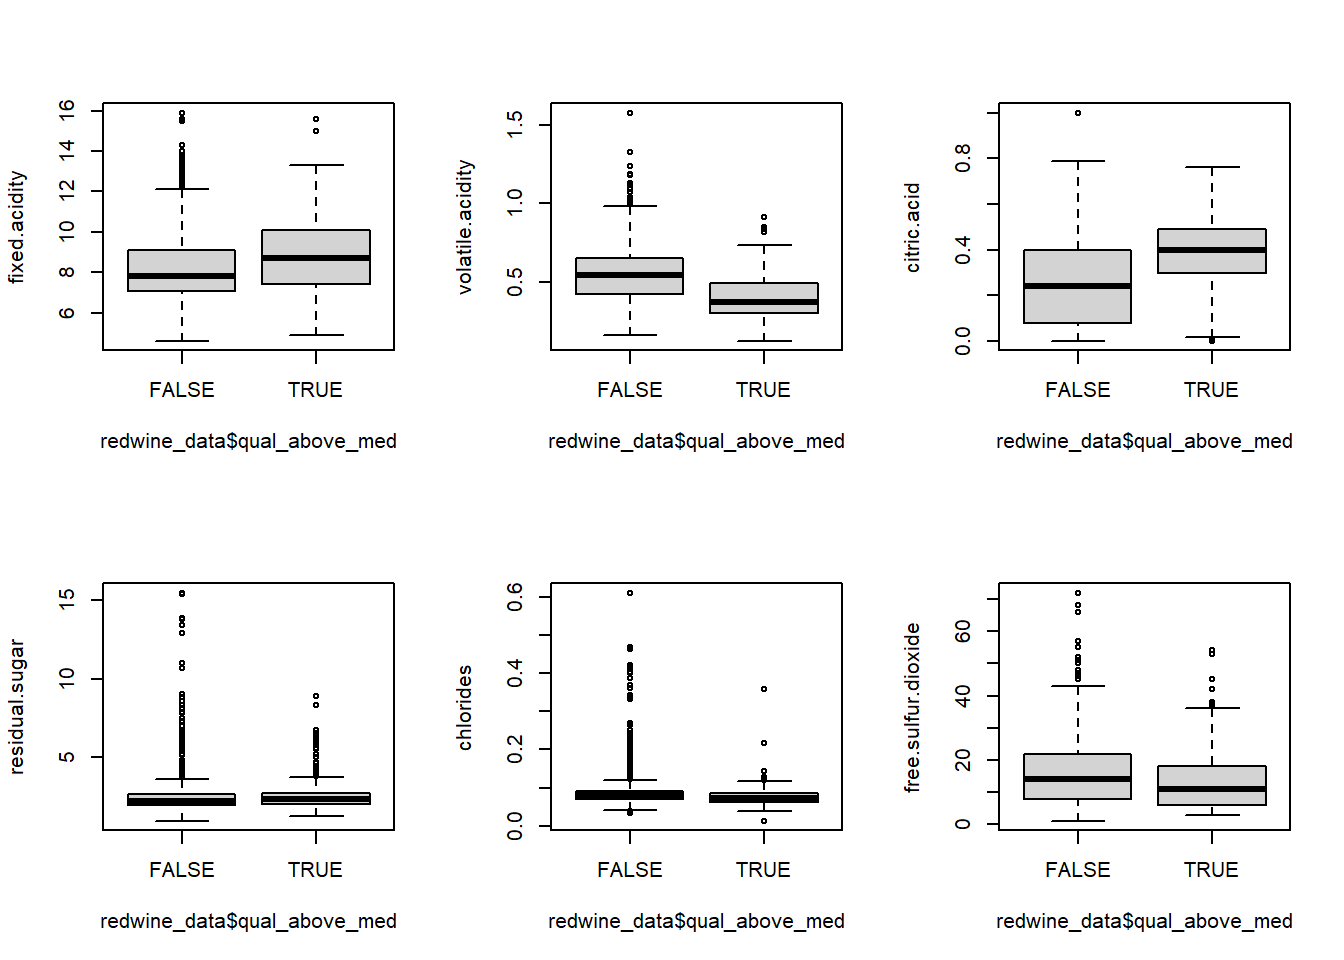 fixed.acidity
6 8 10 12 14 16
FALSE TRUE
redwine_data$qual_above_med
volatile.acidity
0.5 1.0 1.5
FALSE TRUE
redwine_data$qual_above_med
citric.acid
0.0 0.4 0.8
FALSE TRUE
redwine_data$qual_above_med
residual.sugar
5 10 15
FALSE TRUE
redwine_data$qual_above_med
chlorides
0.0 0.2 0.4 0.6
FALSE TRUE
redwine_data$qual_above_med
free.sulfur.dioxide
0 20 40 60
FALSE TRUE
redwine_data$qual_above_med